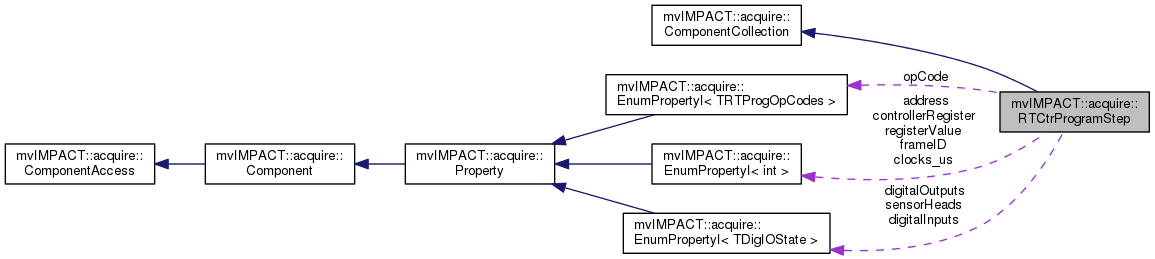 mvIMPACT::acquire::
ComponentCollection
mvIMPACT::acquire::
EnumPropertyI< TRTProgOpCodes >
opCode
mvIMPACT::acquire::
RTCtrProgramStep
address
controllerRegister
registerValue
frameID
clocks_us
mvIMPACT::acquire::
ComponentAccess
mvIMPACT::acquire::
Component
mvIMPACT::acquire::
Property
mvIMPACT::acquire::
EnumPropertyI< int >
digitalOutputs
sensorHeads
digitalInputs
mvIMPACT::acquire::
EnumPropertyI< TDigIOState >